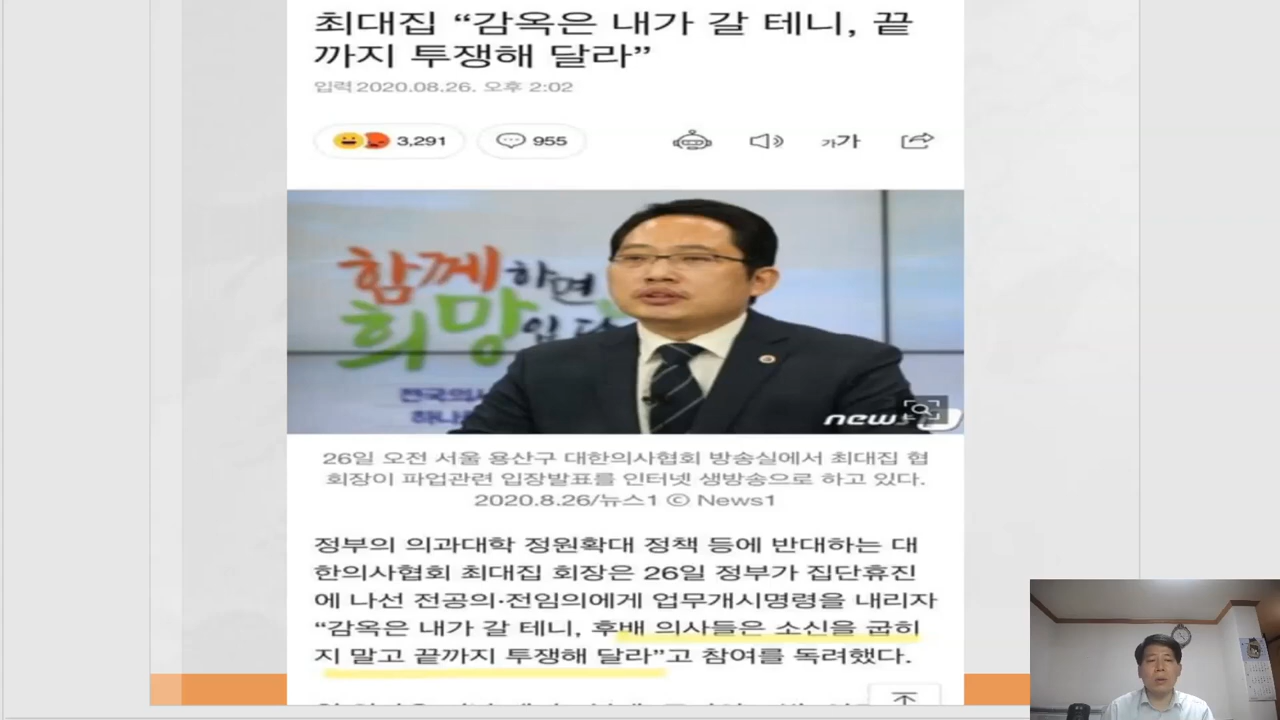 최대집 “감옥은 내가 갈 테니, 끝
까지 투쟁해 달라”
입력 2020.08.26. 오후 2:02
3,291
955
가가
함께하면
희망입니다
전국의사
하나
news
26일 오전 서울 용산구 대한의사협회 방송실에서 최대집 협
회장이 파업관련 입장발표를 인터넷 생방송으로 하고 있다.
2020.8.26/뉴스1 © News1
정부의 의과대학 정원확대 정책 등에 반대하는 대
한의사협회 최대집 회장은 26일 정부가 집단휴진
에 나선 전공의·전임의에게 업무개시명령을 내리자
“감옥은 내가 갈 테니, 후배 의사들은 소신을 굽히
지 말고 끝까지 투쟁해 달라”고 참여를 독려했다.